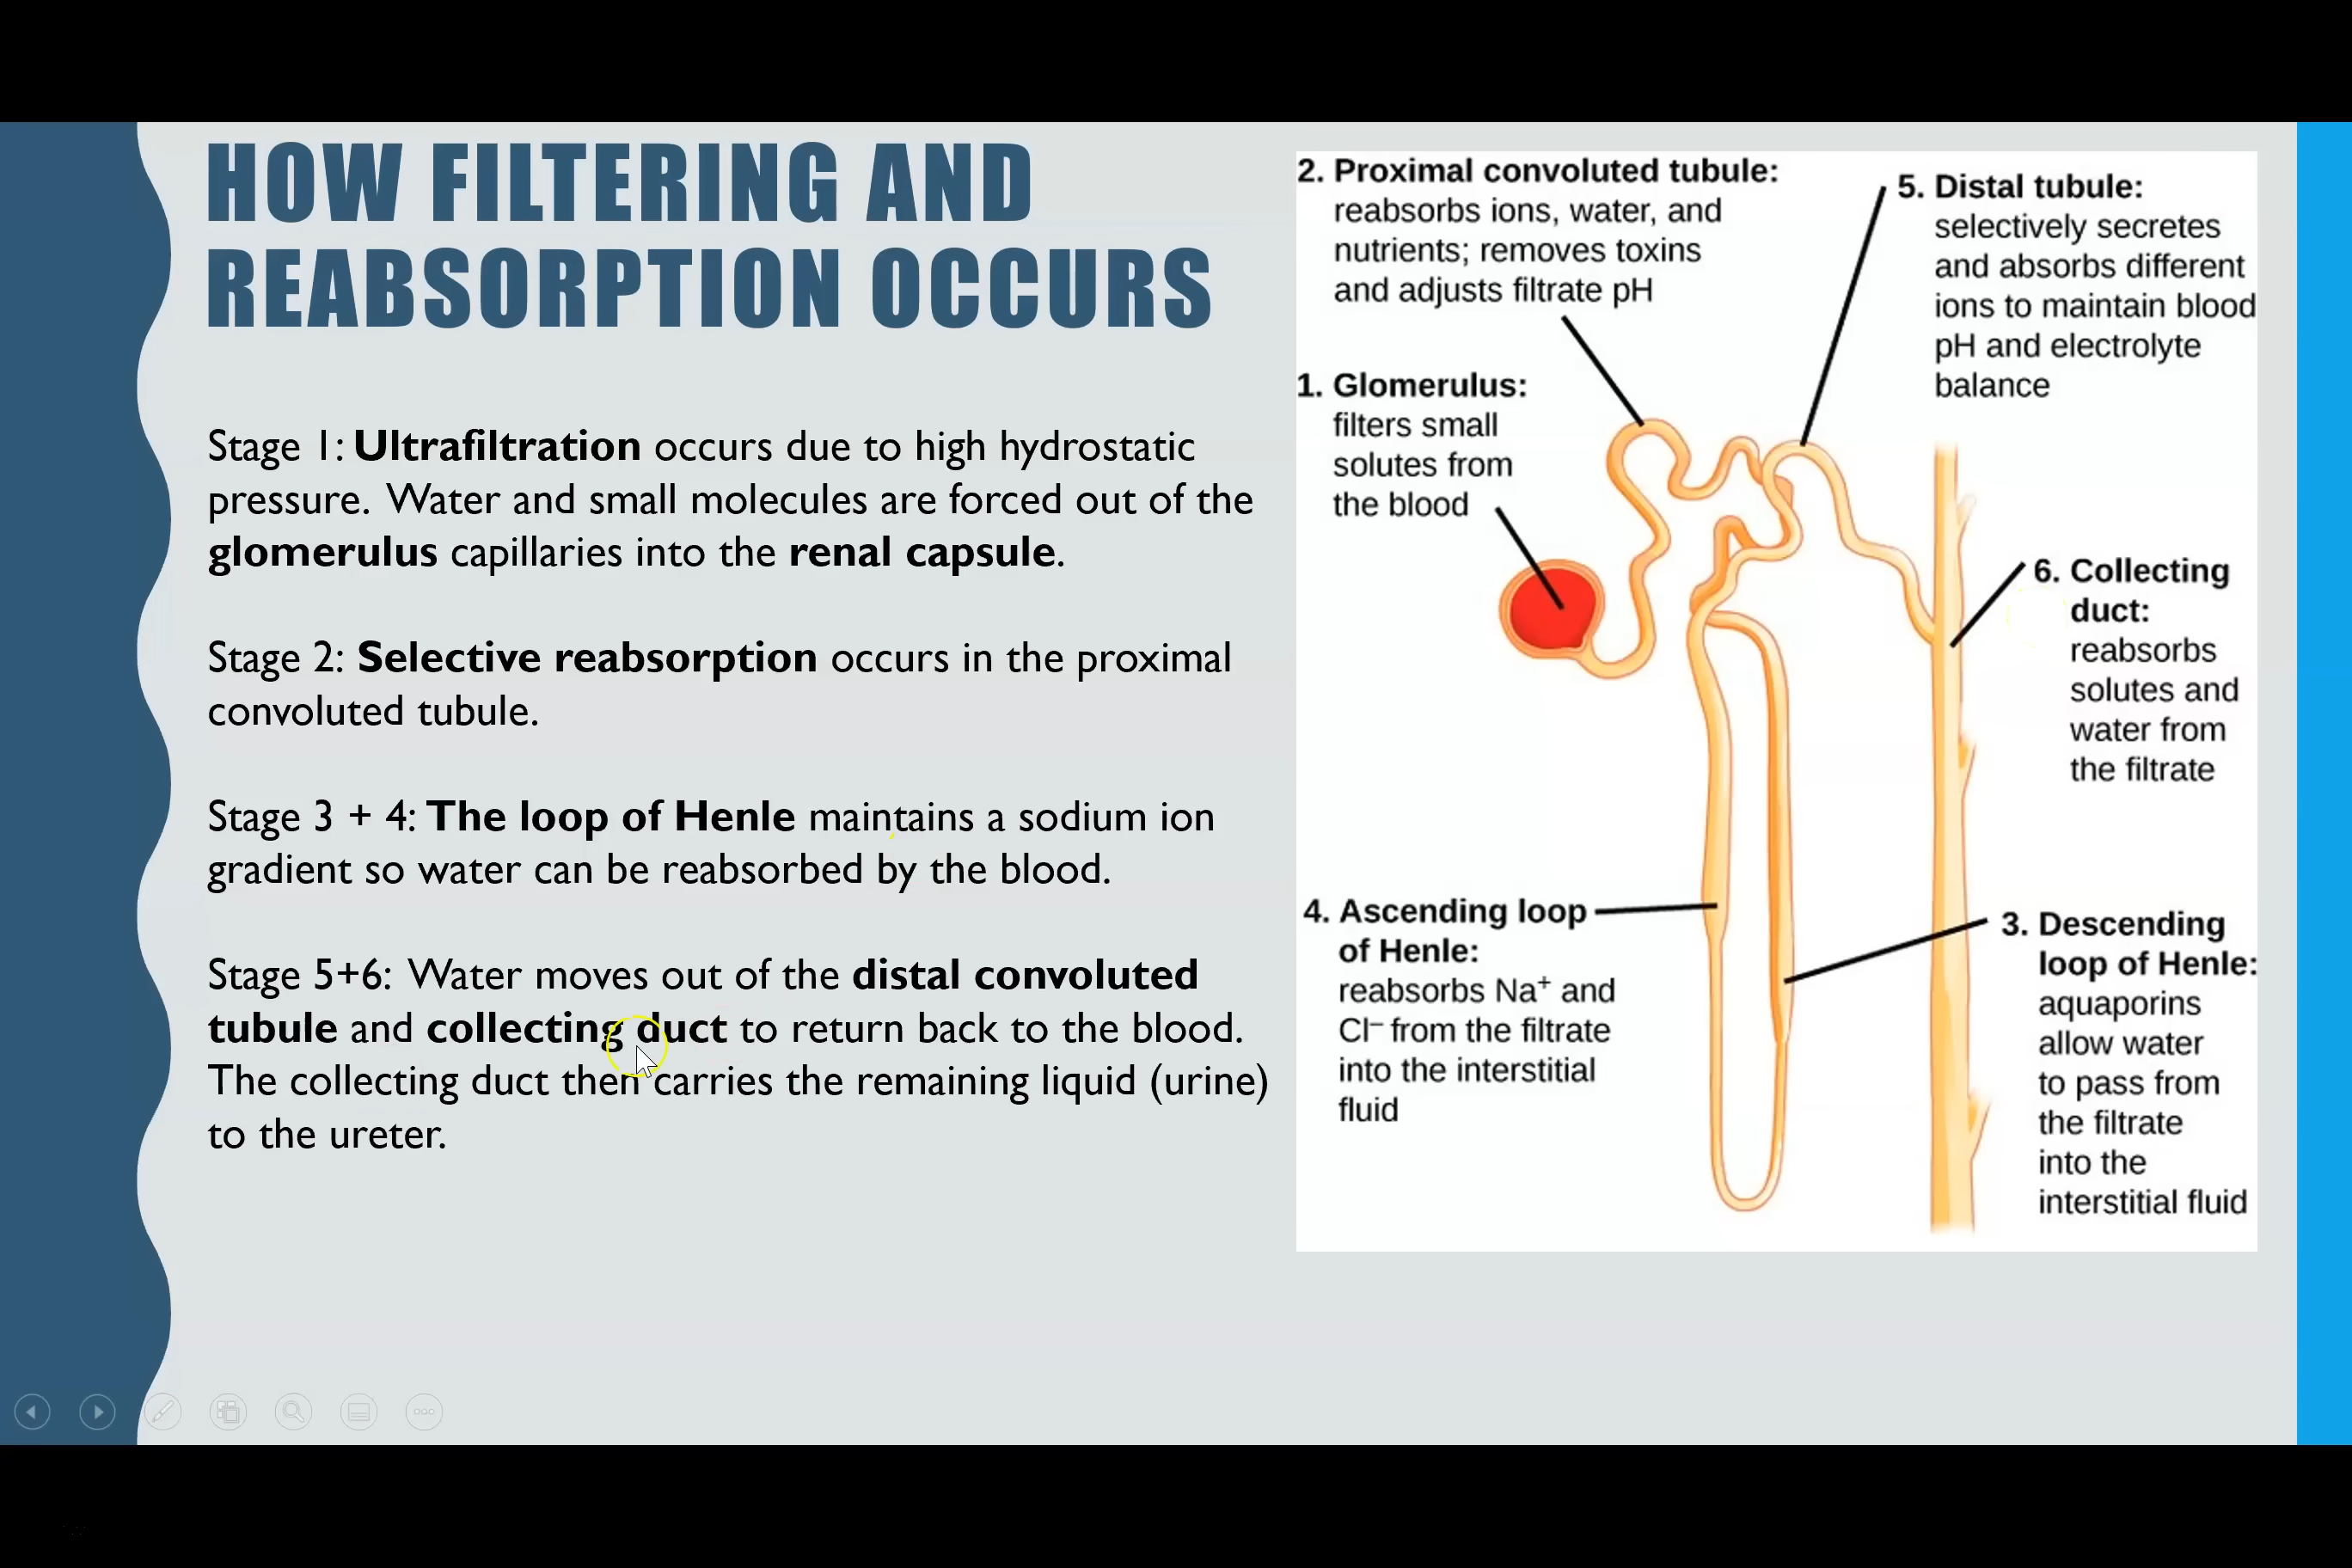 HOW FILTERING AND
REABSORPTION OCCURS
Stage 1: Ultrafiltration occurs due to high hydrostatic
pressure. Water and small molecules are forced out of the
glomerulus capillaries into the renal capsule.
Stage 2: Selective reabsorption occurs in the proximal
convoluted tubule.
Stage 3 + 4: The loop of Henle maintains a sodium ion
gradient so water can be reabsorbed by the blood.
Stage 5+6: Water moves out of the distal convoluted
tubule and collecting duct to return back to the blood.
The collecting duct then carries the remaining liquid (urine)
to the ureter.
2. Proximal convoluted tubule:
reabsorbs ions, water, and
nutrients; removes toxins
and adjusts filtrate pH
1. Glomerulus:
filters small
solutes from
the blood
5. Distal tubule:
selectively secretes
and absorbs different
ions to maintain blood
pH and electrolyte
balance
6. Collecting
duct:
reabsorbs
solutes and
water from
the filtrate
4. Ascending loop
of Henle:
reabsorbs Na⁺ and
Cl⁻ from the filtrate
into the interstitial
fluid
3. Descending
loop of Henle:
aquaporins
allow water
to pass from
the filtrate
into the
interstitial fluid